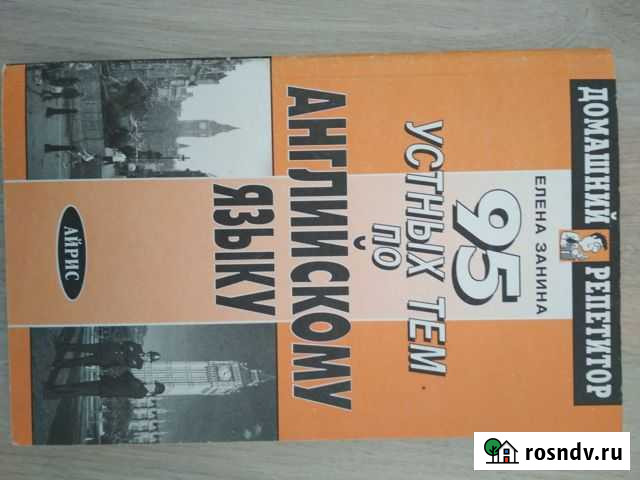 ДОМАШНИЙ РЕПЕТИТОР
ЕЛЕНА ЗАНИНА
95
УСТНЫХ ТЕМ
ПО
АНГЛИЙСКОМУ
ЯЗЫКУ
АЙРИС
rosndv.ru